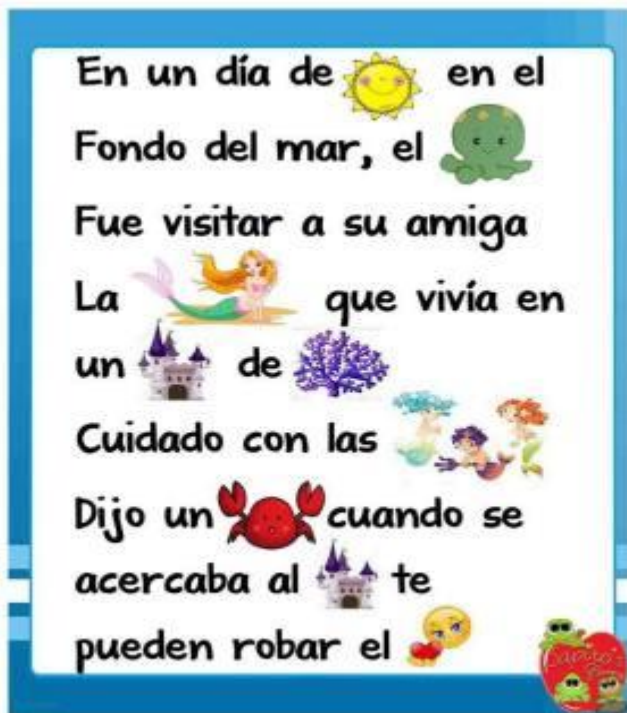 En un día de en el
Fondo del mar, el
Fue visitar a su amiga
La que vivía en
un de
Cuidado con las
Dijo un cuando se
acercaba al te
pueden robar el